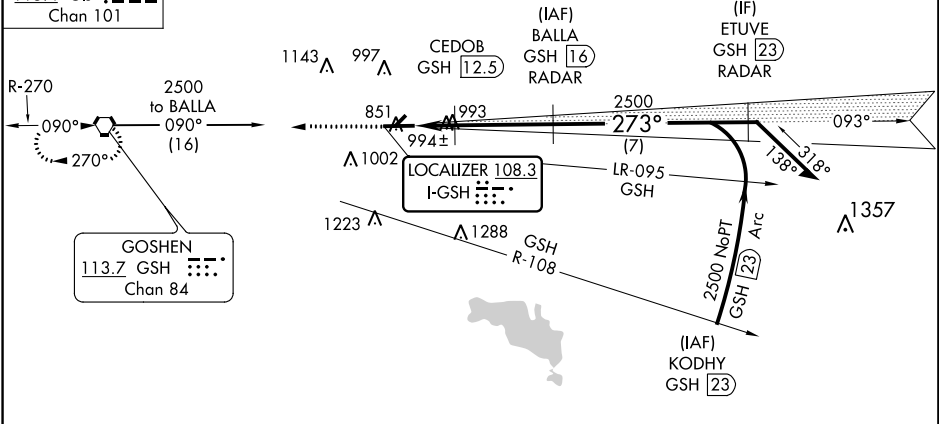 Chan 101
R-270
090°
270°
2500
to BALLA
090°
(16)
GOSHEN
113.7 GSH
Chan 84
1143
997
851
CEDOB
GSH 12.5
(IAF)
BALLA
GSH 16
RADAR
(IF)
ETUVE
GSH 23
RADAR
993
994±
1002
2500
273°
(7)
093°
LOCALIZER 108.3
I-GSH
LR-095
GSH
138°
318°
1357
1223
1288
GSH
R-108
2500 NoPT
GSH 23 Arc
(IAF)
KODHY
GSH 23